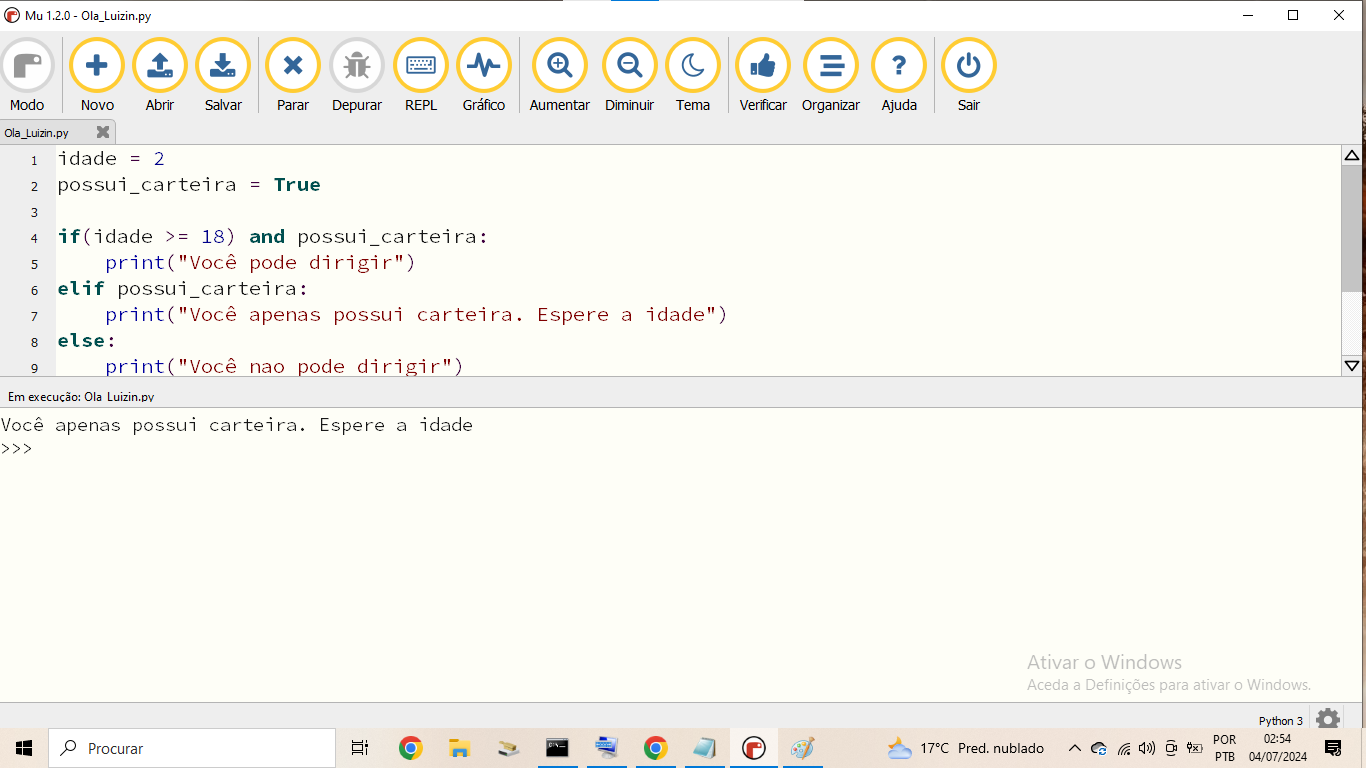 Mu 1.2.0 - Ola_Luizin.py
Modo Novo Abrir Salvar Parar Depurar REPL Gráfico Aumentar Diminuir Tema Verificar Organizar Ajuda Sair
Ola_Luizin.py
1 idade = 2
2 possui_carteira = True
3
4 if(idade >= 18) and possui_carteira:
5     print("Você pode dirigir")
6 elif possui_carteira:
7     print("Você apenas possui carteira. Espere a idade")
8 else:
9     print("Você nao pode dirigir")
Em execução: Ola_Luizin.py
Você apenas possui carteira. Espere a idade
>>>
Ativar o Windows
Aceda a Definições para ativar o Windows.
Python 3
Procurar
17°C Pred. nublado
POR
PTB
02:54
04/07/2024